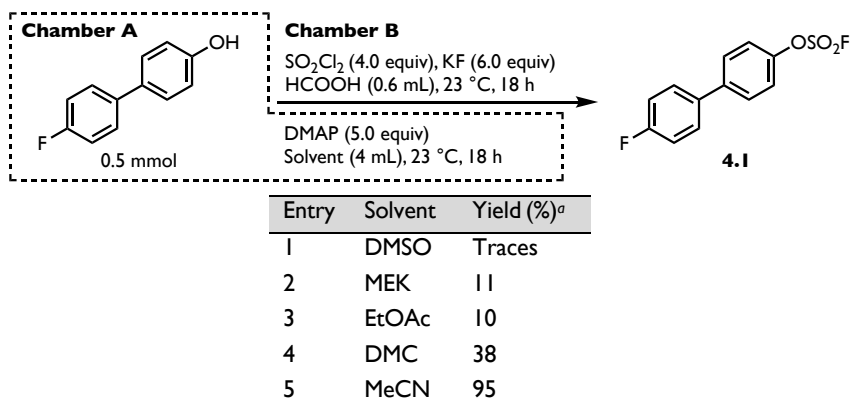 Chamber A
Chamber B
OH
F
0.5 mmol
SO2Cl2 (4.0 equiv), KF (6.0 equiv)
HCOOH (0.6 mL), 23 °C, 18 h
DMAP (5.0 equiv)
Solvent (4 mL), 23 °C, 18 h
OSO2F
F
4.1
Entry Solvent Yield (%)a
1 DMSO Traces
2 MEK 11
3 EtOAc 10
4 DMC 38
5 MeCN 95